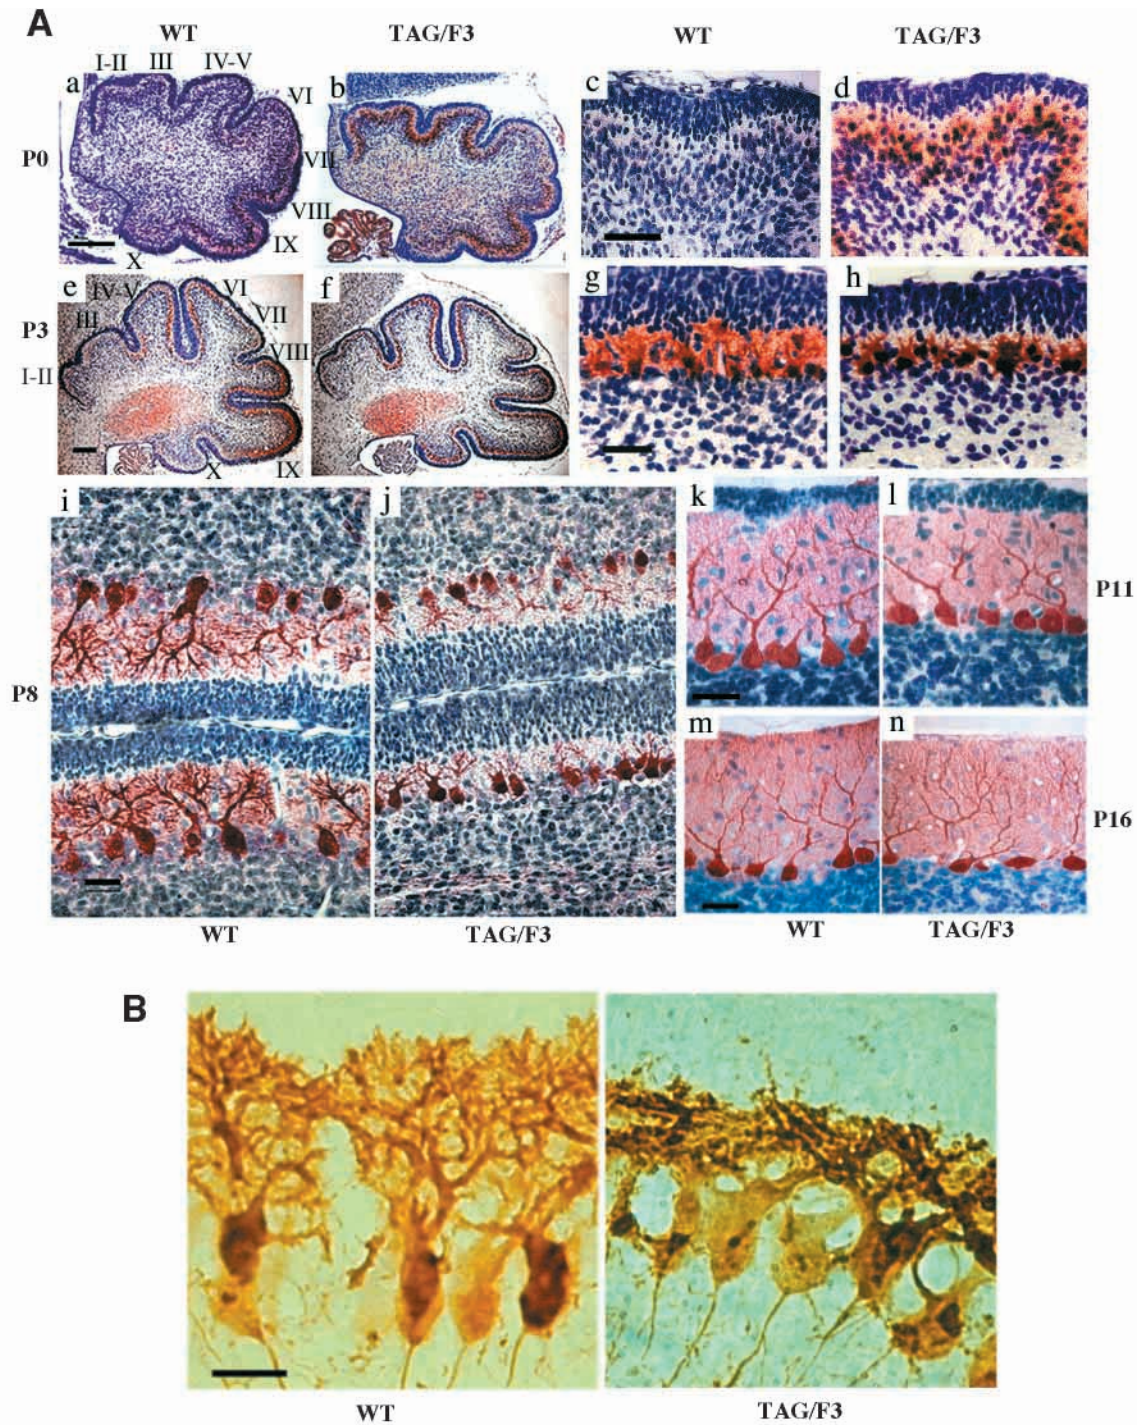 A
WT TAG/F3 WT TAG/F3
I-II III IV-V
a b c d
VI
P0
VII
VIII
IX
X
e IV-V VI f g h
P3 III VII
VIII
I-II
X IX
i j k l
P11
P8
m n
P16
WT TAG/F3 WT TAG/F3
B
WT TAG/F3